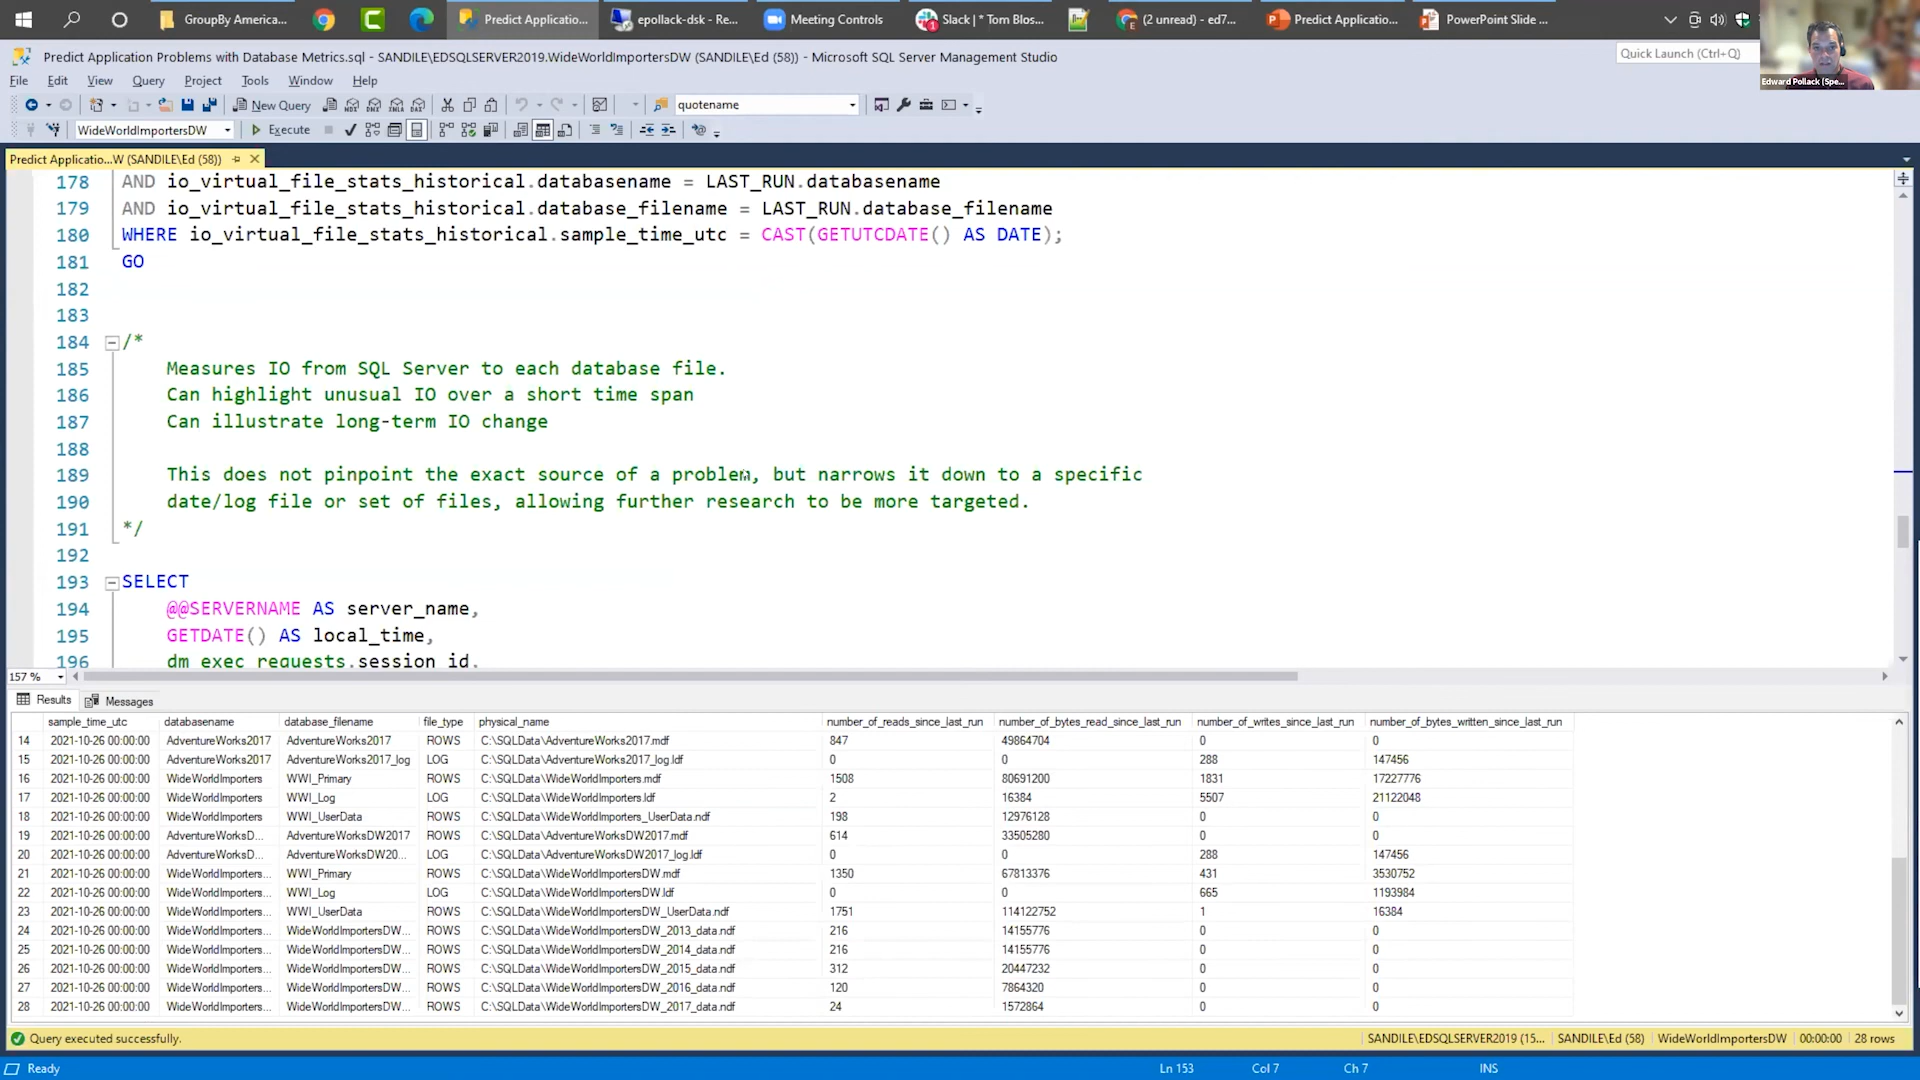 GroupBy America...
Predict Applicatio...
epollack-dsk - Re...
Meeting Controls
Slack | * Tom Blos...
(2 unread) - ed7...
Predict Applicatio...
PowerPoint Slide ...
Predict Application Problems with Database Metrics.sql - SANDILE\EDSQLSERVER2019.WideWorldImportersDW (SANDILE\Ed (58)) - Microsoft SQL Server Management Studio
Quick Launch (Ctrl+Q)
Edward Pollack (Spe...
File Edit View Query Project Tools Window Help
New Query
quotename
WideWorldImportersDW
Execute
Predict Applicatio...W (SANDILE\Ed (58))
178 AND io_virtual_file_stats_historical.databasename = LAST_RUN.databasename
179 AND io_virtual_file_stats_historical.database_filename = LAST_RUN.database_filename
180 WHERE io_virtual_file_stats_historical.sample_time_utc = CAST(GETUTCDATE() AS DATE);
181 GO
182
183
184 /*
185 Measures IO from SQL Server to each database file.
186 Can highlight unusual IO over a short time span
187 Can illustrate long-term IO change
188
189 This does not pinpoint the exact source of a problem, but narrows it down to a specific
190 date/log file or set of files, allowing further research to be more targeted.
191 */
192
193 SELECT
194 @@SERVERNAME AS server_name,
195 GETDATE() AS local_time,
196 dm_exec_requests.session_id,
157 %
Results Messages
sample_time_utc databasename database_filename file_type physical_name number_of_reads_since_last_run number_of_bytes_read_since_last_run number_of_writes_since_last_run number_of_bytes_written_since_last_run
14 2021-10-26 00:00:00 AdventureWorks2017 AdventureWorks2017 ROWS C:\SQLData\AdventureWorks2017.mdf 847 49864704 0 0
15 2021-10-26 00:00:00 AdventureWorks2017 AdventureWorks2017_log LOG C:\SQLData\AdventureWorks2017_log.ldf 0 0 288 147456
16 2021-10-26 00:00:00 WideWorldImporters WWI_Primary ROWS C:\SQLData\WideWorldImporters.mdf 1508 80691200 1831 17227776
17 2021-10-26 00:00:00 WideWorldImporters WWI_Log LOG C:\SQLData\WideWorldImporters.ldf 2 16384 5507 21122048
18 2021-10-26 00:00:00 WideWorldImporters WWI_UserData ROWS C:\SQLData\WideWorldImporters_UserData.ndf 198 12976128 0 0
19 2021-10-26 00:00:00 AdventureWorksD... AdventureWorksDW2017 ROWS C:\SQLData\AdventureWorksDW2017.mdf 614 33505280 0 0
20 2021-10-26 00:00:00 AdventureWorksD... AdventureWorksDW20... LOG C:\SQLData\AdventureWorksDW2017_log.ldf 0 0 288 147456
21 2021-10-26 00:00:00 WideWorldImporters... WWI_Primary ROWS C:\SQLData\WideWorldImportersDW.mdf 1350 67813376 431 3530752
22 2021-10-26 00:00:00 WideWorldImporters... WWI_Log LOG C:\SQLData\WideWorldImportersDW.ldf 0 0 665 1193984
23 2021-10-26 00:00:00 WideWorldImporters... WWI_UserData ROWS C:\SQLData\WideWorldImportersDW_UserData.ndf 1751 114122752 1 16384
24 2021-10-26 00:00:00 WideWorldImporters... WideWorldImportersDW... ROWS C:\SQLData\WideWorldImportersDW_2013_data.ndf 216 14155776 0 0
25 2021-10-26 00:00:00 WideWorldImporters... WideWorldImportersDW... ROWS C:\SQLData\WideWorldImportersDW_2014_data.ndf 216 14155776 0 0
26 2021-10-26 00:00:00 WideWorldImporters... WideWorldImportersDW... ROWS C:\SQLData\WideWorldImportersDW_2015_data.ndf 312 20447232 0 0
27 2021-10-26 00:00:00 WideWorldImporters... WideWorldImportersDW... ROWS C:\SQLData\WideWorldImportersDW_2016_data.ndf 120 7864320 0 0
28 2021-10-26 00:00:00 WideWorldImporters... WideWorldImportersDW... ROWS C:\SQLData\WideWorldImportersDW_2017_data.ndf 24 1572864 0 0
Query executed successfully. SANDILE\EDSQLSERVER2019 (15... SANDILE\Ed (58) WideWorldImportersDW 00:00:00 28 rows
Ready Ln 153 Col 7 Ch 7 INS